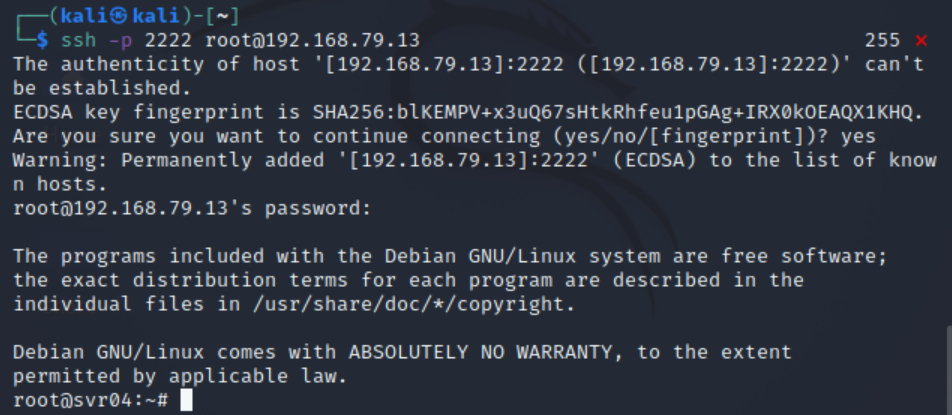 ┌──(kali㉿kali)-[~]
└─$ ssh -p 2222 root@192.168.79.13 255 ✗
The authenticity of host '[192.168.79.13]:2222 ([192.168.79.13]:2222)' can't
be established.
ECDSA key fingerprint is SHA256:blKEMPV+x3uQ67sHtkRhfeu1pGAg+IRX0kOEAQX1KHQ.
Are you sure you want to continue connecting (yes/no/[fingerprint])? yes
Warning: Permanently added '[192.168.79.13]:2222' (ECDSA) to the list of know
n hosts.
root@192.168.79.13's password:
The programs included with the Debian GNU/Linux system are free software;
the exact distribution terms for each program are described in the
individual files in /usr/share/doc/*/copyright.
Debian GNU/Linux comes with ABSOLUTELY NO WARRANTY, to the extent
permitted by applicable law.
root@svr04:~#